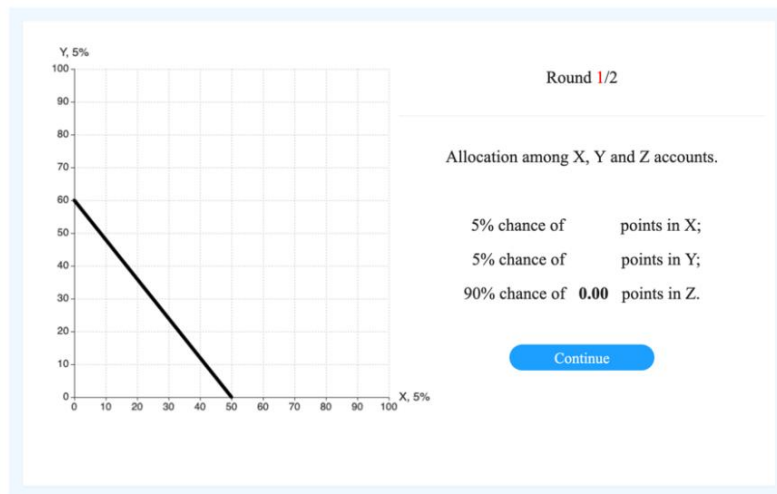 Y, 5%
100
90
80
70
60
50
40
30
20
10
0
0 10 20 30 40 50 60 70 80 90 100
X, 5%
Round 1/2
Allocation among X, Y and Z accounts.
5% chance of points in X;
5% chance of points in Y;
90% chance of 0.00 points in Z.
Continue